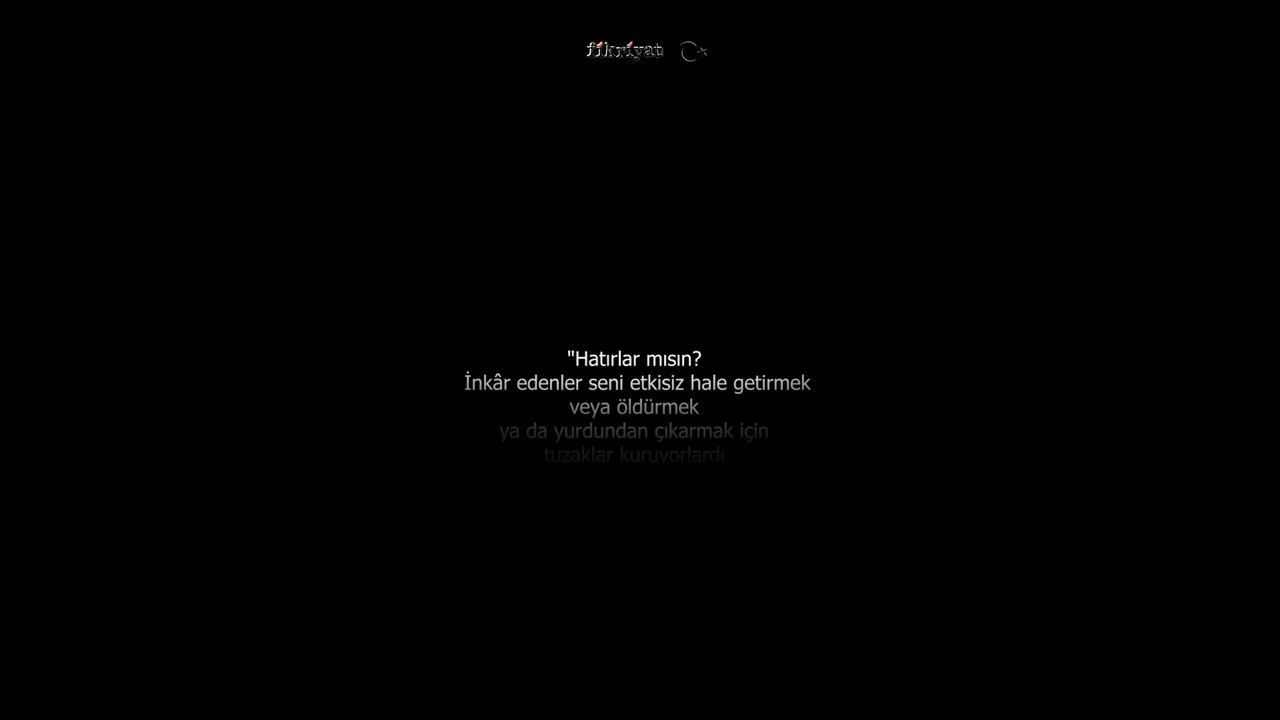 fikriyat
"Hatırlar mısın?
İnkâr edenler seni etkisiz hale getirmek
veya öldürmek
ya da yurdundan çıkarmak için
tuzaklar kuruyorlardı